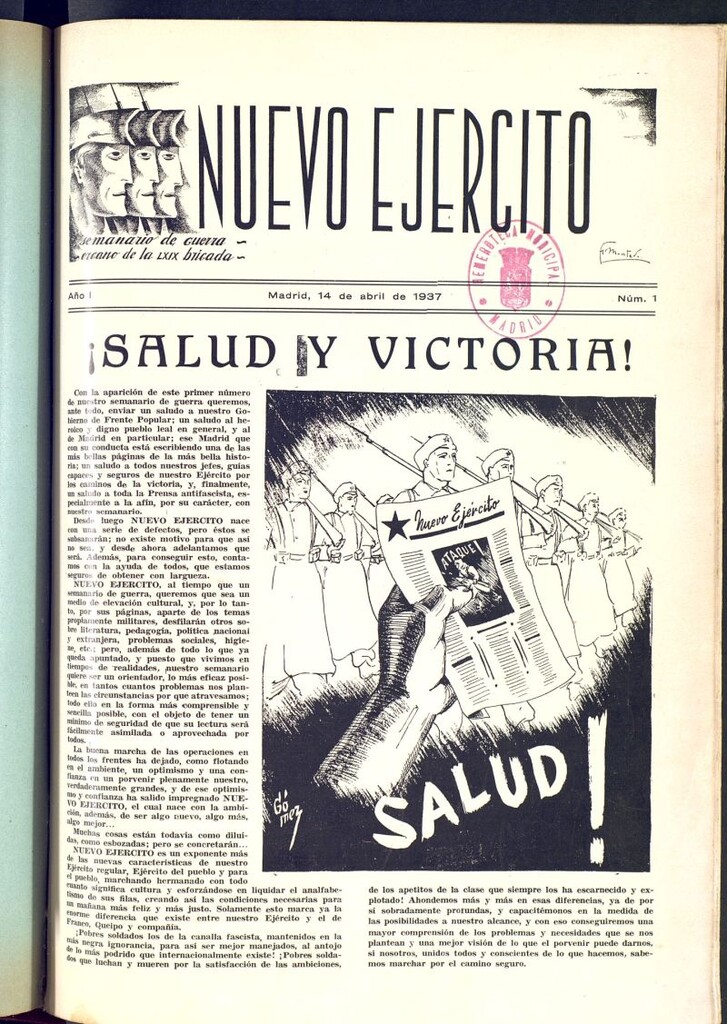 NUEVO EJERCITO
semanario de guerra
organo de la LXIX brigada
HEMEROTECA MUNICIPAL
MADRID
Año I
Madrid, 14 de abril de 1937
Núm. 1
¡SALUD Y VICTORIA!
Con la aparición de este primer número
de nuestro semanario de guerra queremos,
ante todo, enviar un saludo a nuestro Go-
bierno de Frente Popular; un saludo al he-
roico y digno pueblo leal en general, y al
de Madrid en particular; ese Madrid que
con su conducta está escribiendo una de las
más bellas páginas de la más bella histo-
ria; un saludo a todos nuestros jefes, guías
capaces y seguros de nuestro Ejército por
los caminos de la victoria, y, finalmente,
un saludo a toda la Prensa antifascista, es-
pecialmente a la afín, por su carácter, con
nuestro semanario.
Desde luego NUEVO EJERCITO nace
con una serie de defectos, pero éstos se
subsanarán; no existe motivo para que así
no sea, y desde ahora adelantamos que
será. Además, para conseguir esto, conta-
mos con la ayuda de todos, que estamos
seguros de obtener con largueza.
NUEVO EJERCITO, al tiempo que un
semanario de guerra, queremos que sea un
medio de elevación cultural, y, por lo tan-
to, por sus páginas, aparte de los temas
propiamente militares, desfilarán otros so-
bre literatura, pedagogía, política nacional
y extranjera, problemas sociales, higie-
ne, etc.; pero, además de todo lo que ya
queda apuntado, y puesto que vivimos en
tiempos de realidades, nuestro semanario
quiere ser un orientador, lo más eficaz posi-
ble, en tantos cuantos problemas nos plan-
teen las circunstancias por que atravesamos;
todo ello en la forma más comprensible y
sencilla posible, con el objeto de tener un
mínimo de seguridad de que su lectura será
fácilmente asimilada o aprovechada por
todos.
La buena marcha de las operaciones en
todos los frentes ha dejado, como flotando
en el ambiente, un optimismo y una con-
fianza en un porvenir plenamente nuestro,
verdaderamente grandes, y de ese optimis-
mo y confianza ha salido impregnado NUE-
VO EJERCITO, el cual nace con la ambi-
ción, además, de ser algo nuevo, algo más,
algo mejor...
Muchas cosas están todavía como diluí-
das, como esbozadas; pero se concretarán...
NUEVO EJERCITO es un exponente más
de las nuevas características de nuestro
Ejército regular, Ejército del pueblo y para
el pueblo, marchando hermanado con todo
cuanto significa cultura y esforzándose en liquidar el analfabe-
tismo de sus filas, creando así las condiciones necesarias para
un mañana más feliz y más justo. Solamente esto marca ya la
enorme diferencia que existe entre nuestro Ejército y el de
Franco, Queipo y compañía.
¡Pobres soldados los de la canalla fascista, mantenidos en la
más negra ignorancia, para así ser mejor manejados, al antojo
de lo más podrido que internacionalmente existe! ¡Pobres solda-
dos que luchan y mueren por la satisfacción de las ambiciones,
Nuevo Ejército
ATAQUE!
SALUD!
Gómez
de los apetitos de la clase que siempre los ha escarnecido y ex-
plotado! Ahondemos más y más en esas diferencias, ya de por
sí sobradamente profundas, y capacitémonos en la medida de
las posibilidades a nuestro alcance, y con eso conseguiremos una
mayor comprensión de los problemas y necesidades que se nos
plantean y una mejor visión de lo que el porvenir puede darnos,
si nosotros, unidos todos y conscientes de lo que hacemos, sabe-
mos marchar por el camino seguro.